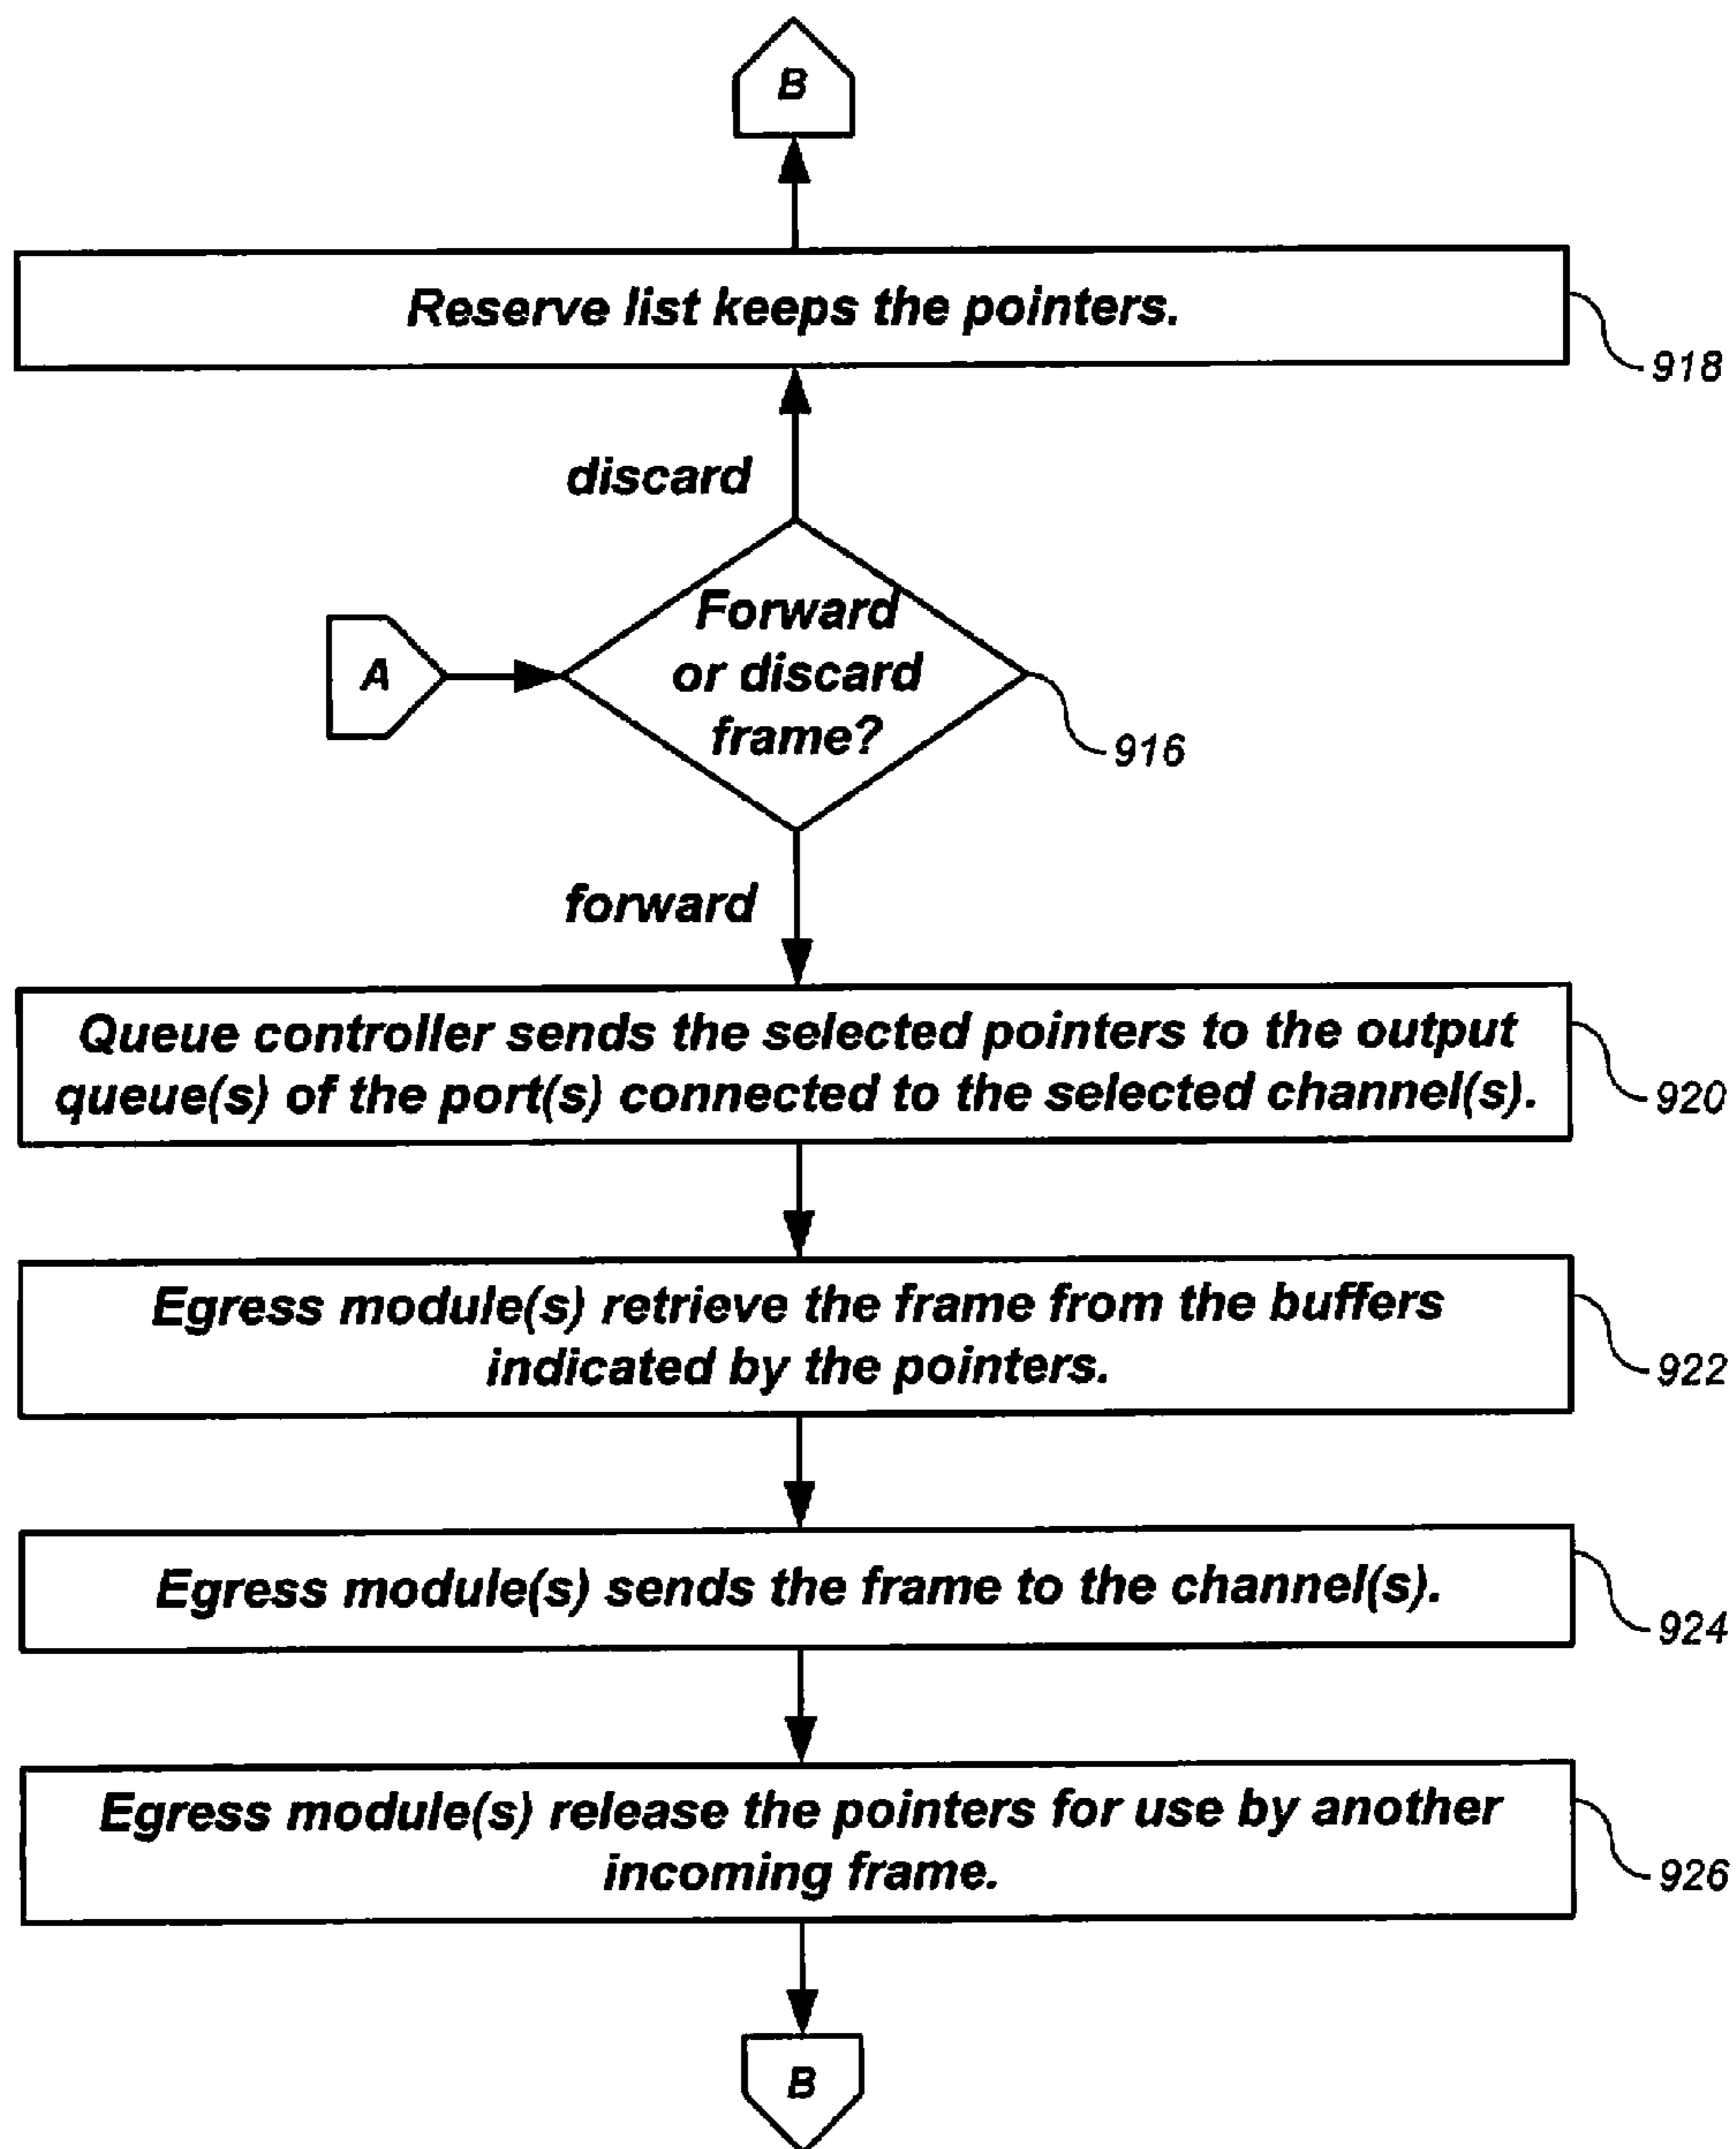 B
Reserve list keeps the pointers.
918
discard
A
Forward
or discard
frame?
916
forward
Queue controller sends the selected pointers to the output
queue(s) of the port(s) connected to the selected channel(s).
920
Egress module(s) retrieve the frame from the buffers
indicated by the pointers.
922
Egress module(s) sends the frame to the channel(s).
924
Egress module(s) release the pointers for use by another
incoming frame.
926
B